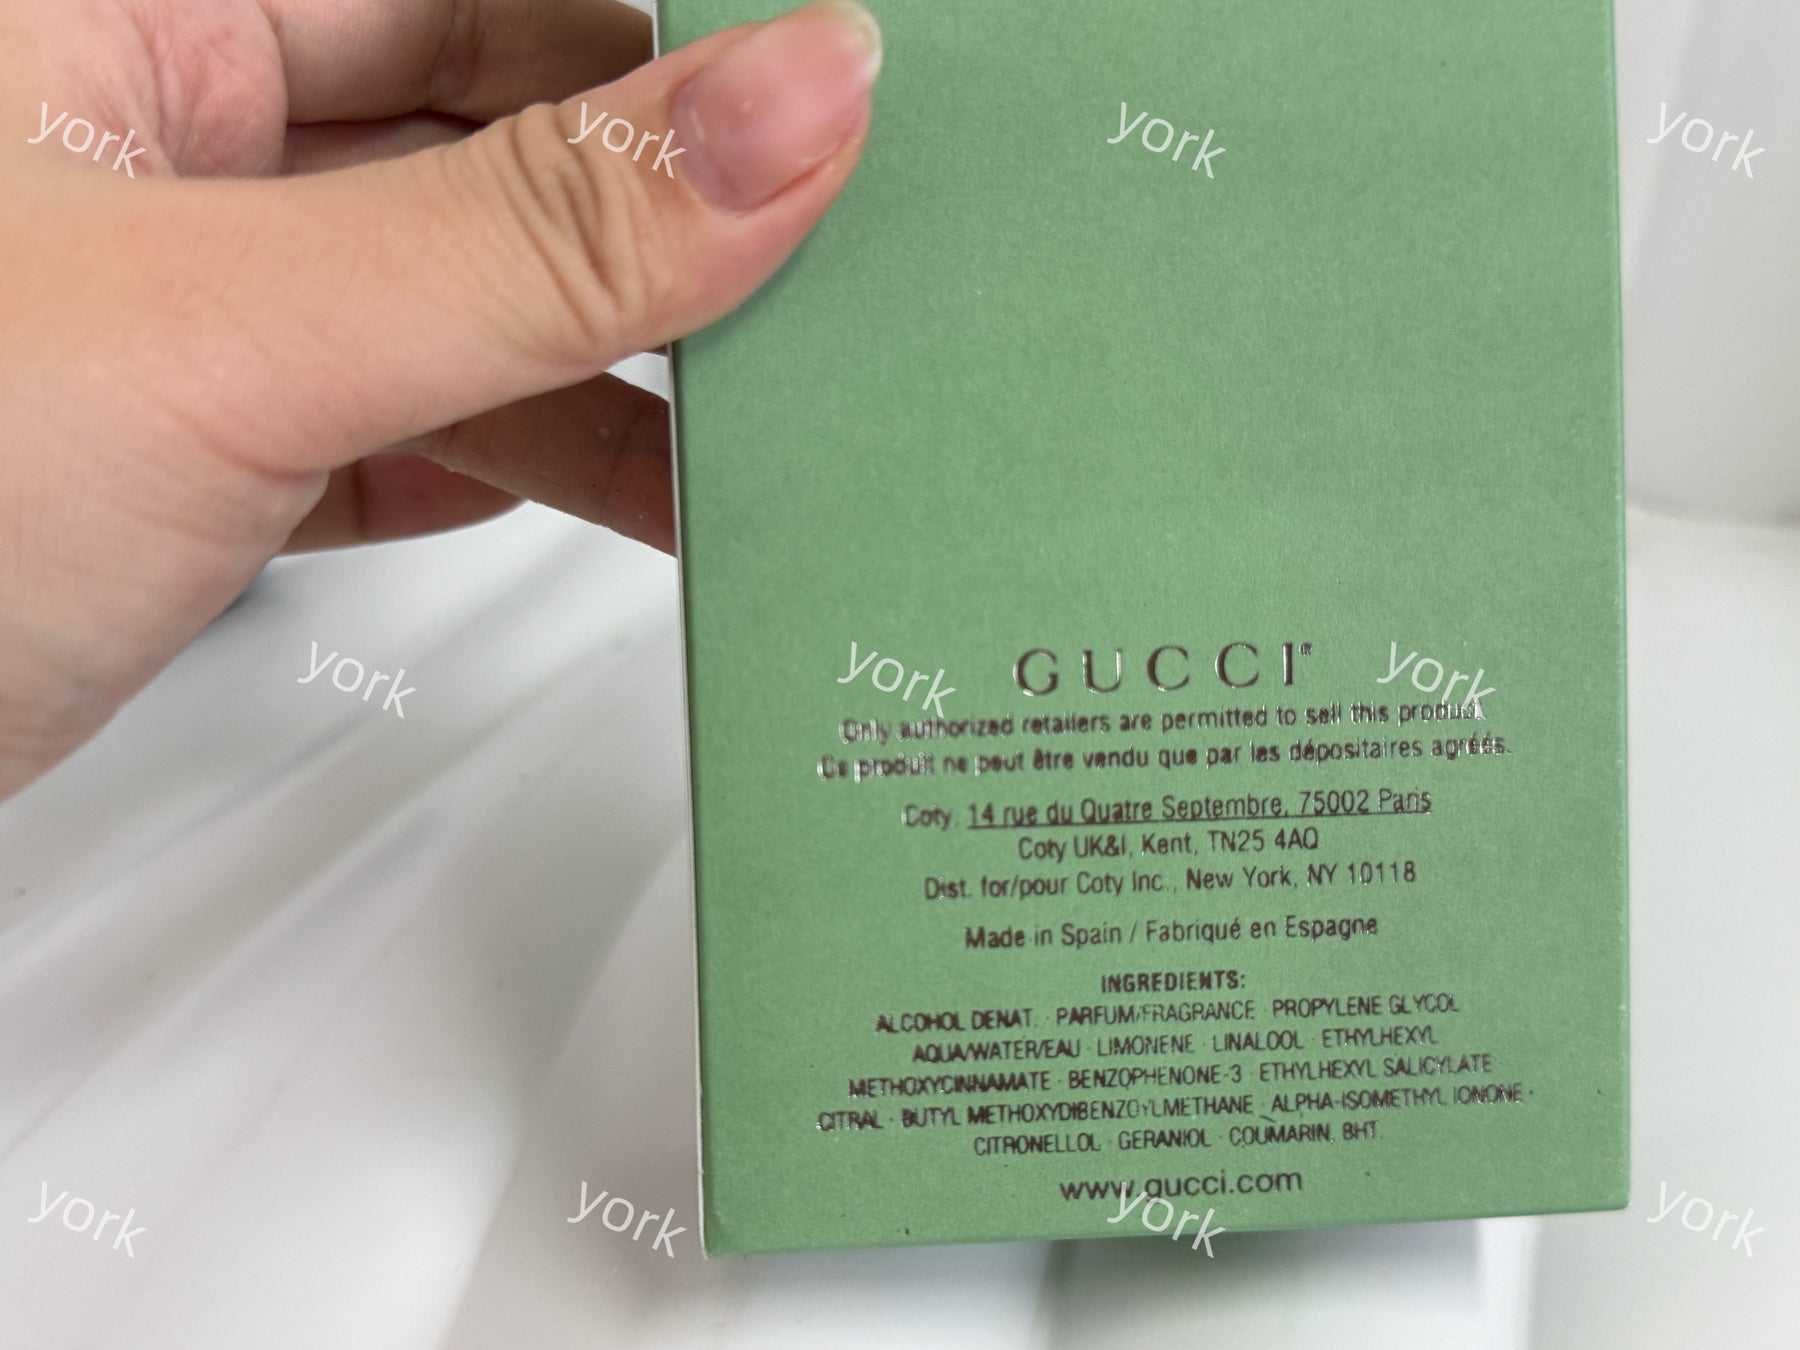 york york york york
york york york
GUCCI
Only authorized retailers are permitted to sell this product.
Ce produit ne peut être vendu que par les dépositaires agréés.
Coty, 14 rue du Quatre Septembre, 75002 Paris
Coty UK&I, Kent, TN25 4AQ
Dist. for/pour Coty Inc., New York, NY 10118
Made in Spain / Fabriqué en Espagne
INGREDIENTS:
ALCOHOL DENAT. · PARFUM/FRAGRANCE · PROPYLENE GLYCOL
AQUA/WATER/EAU · LIMONENE · LINALOOL · ETHYLHEXYL
METHOXYCINNAMATE · BENZOPHENONE-3 · ETHYLHEXYL SALICYLATE ·
CITRAL · BUTYL METHOXYDIBENZOYLMETHANE · ALPHA-ISOMETHYL IONONE ·
CITRONELLOL · GERANIOL · COUMARIN. BHT.
www.gucci.com
york york york york